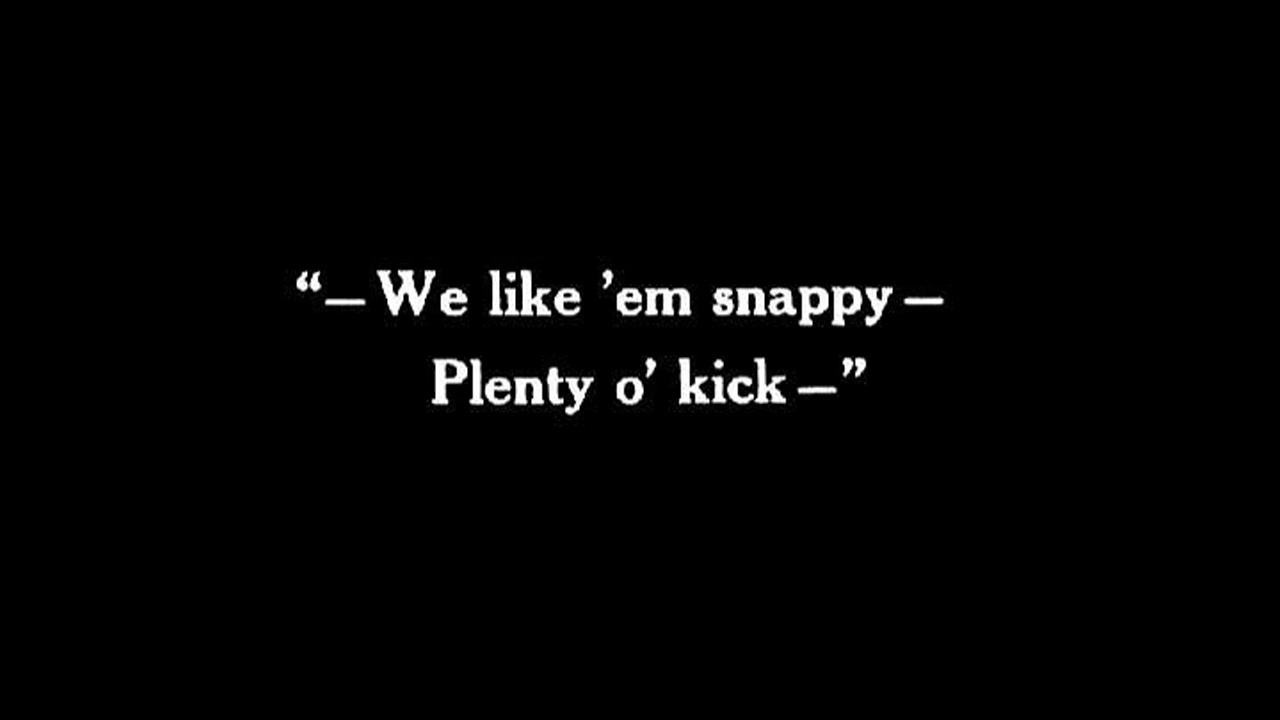 “— We like ’em snappy —
Plenty o’ kick —”